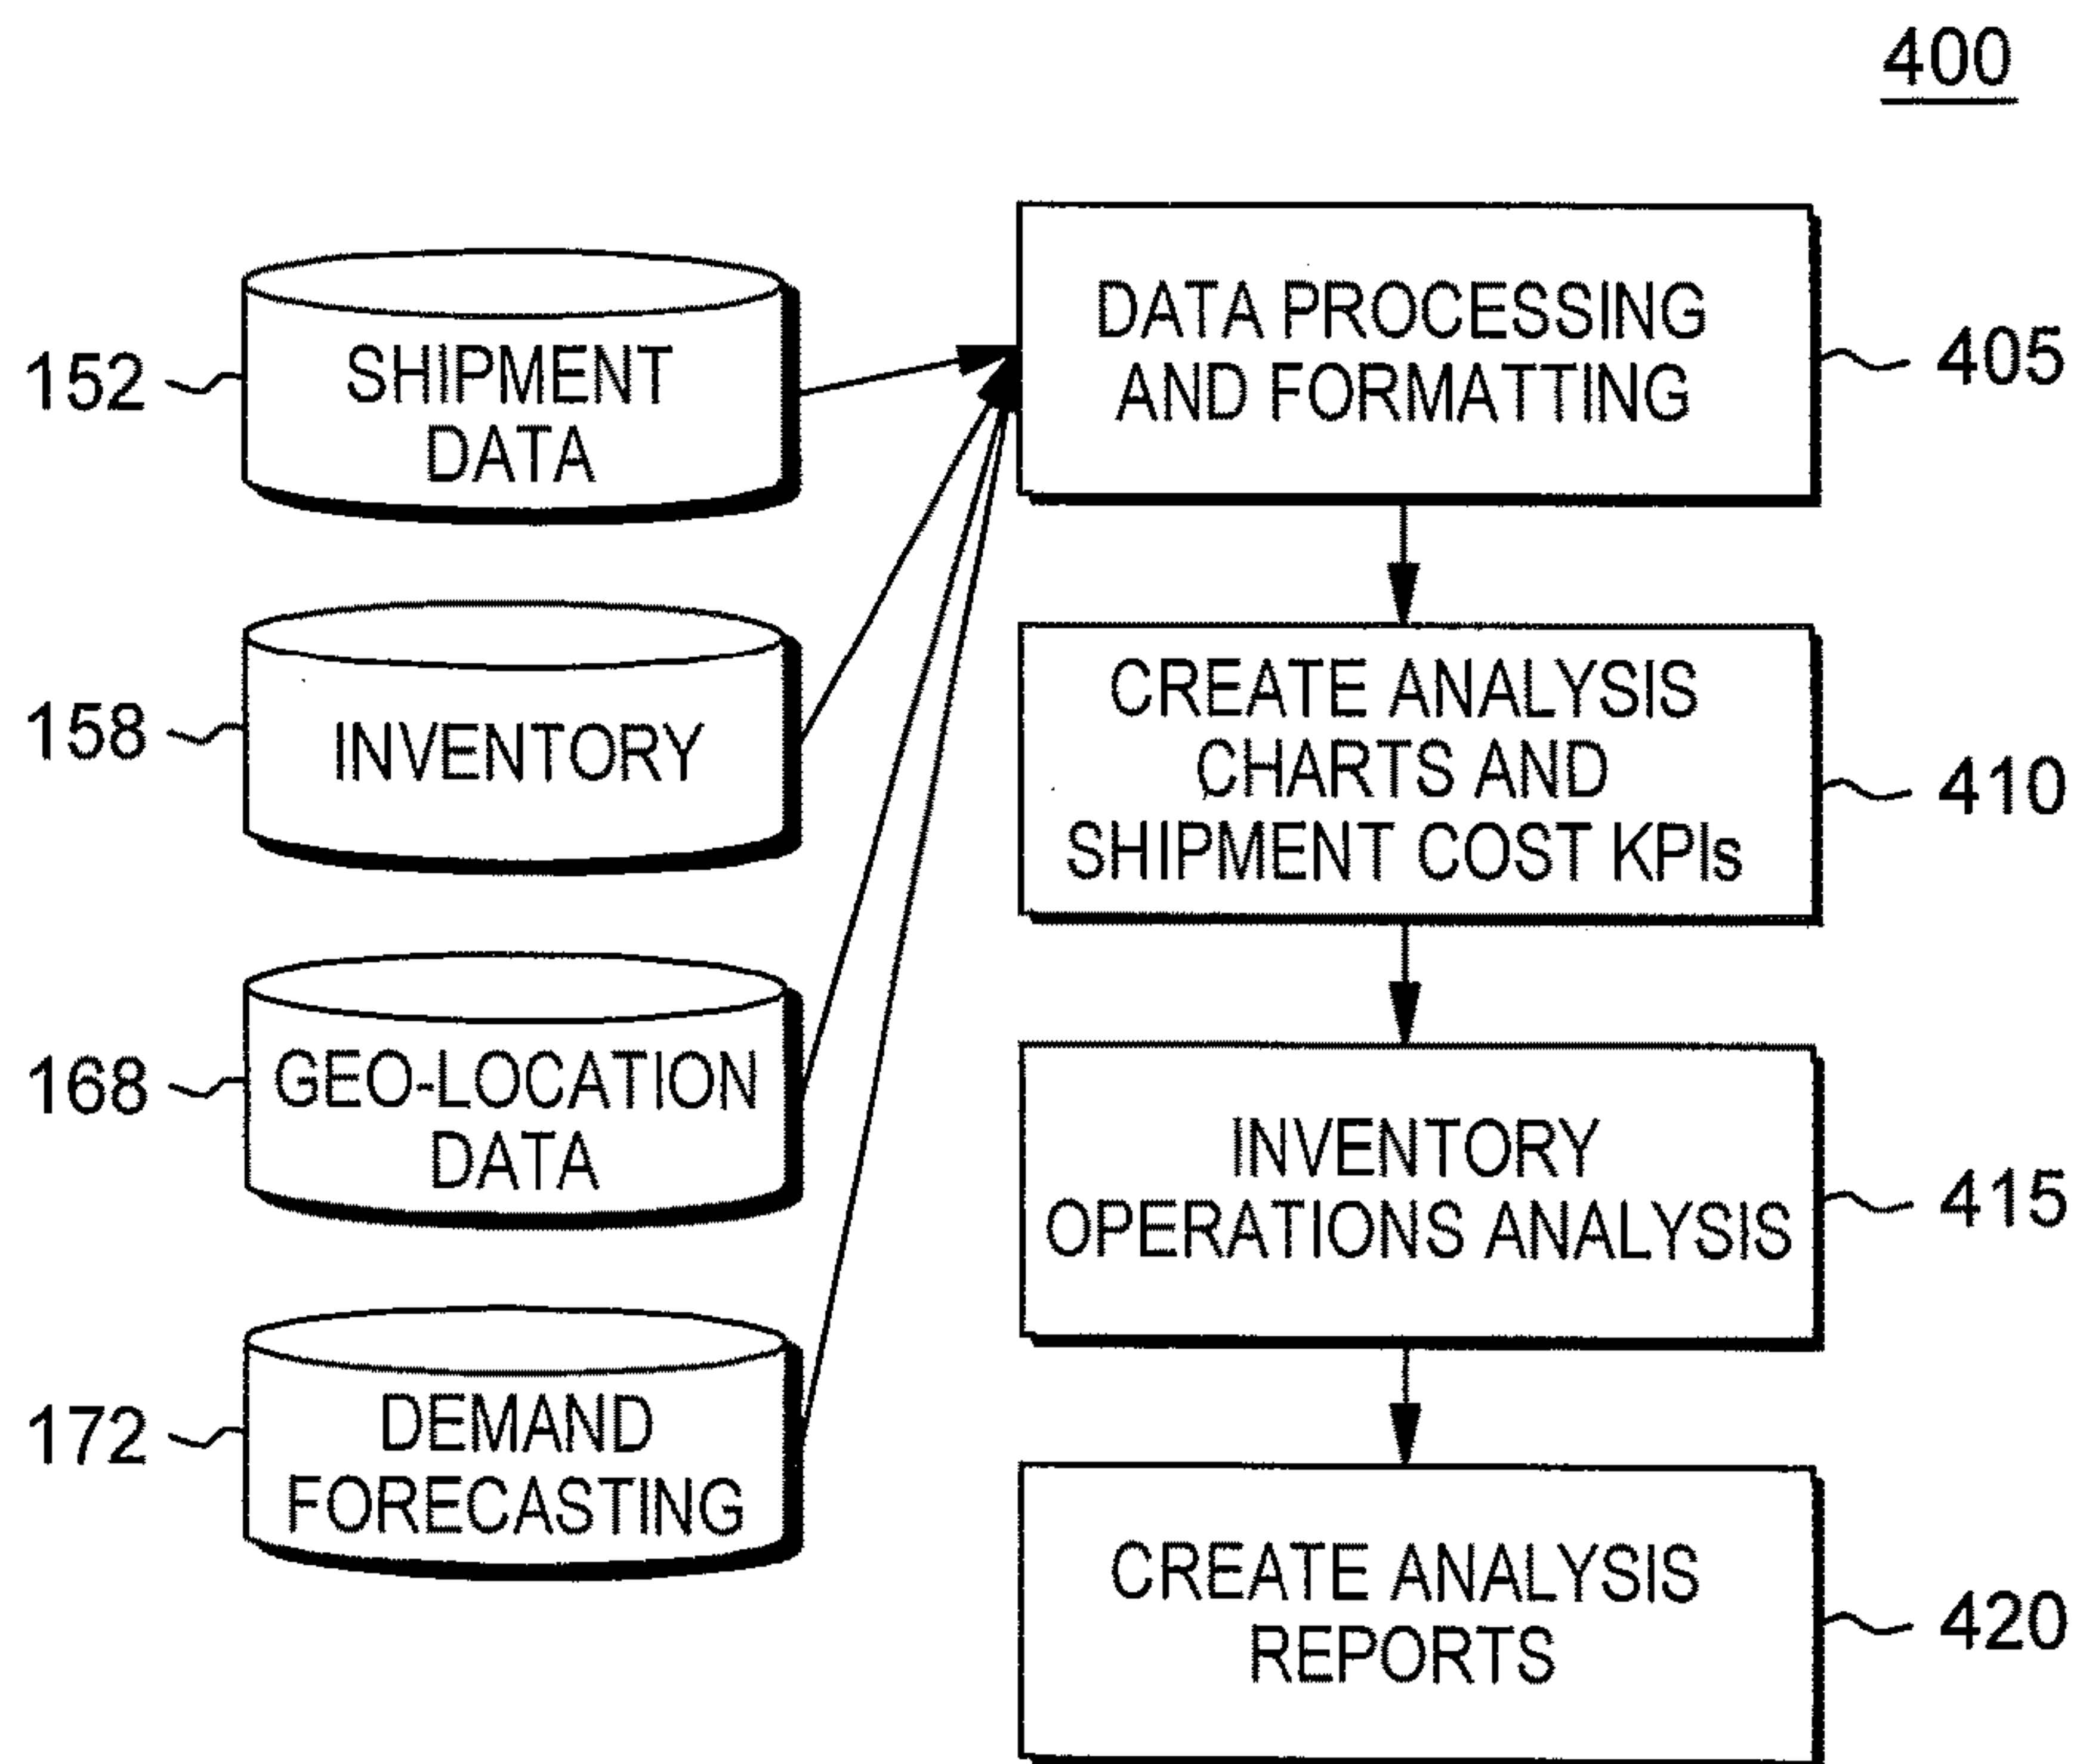 400
152
SHIPMENT
DATA
158
INVENTORY
168
GEO-LOCATION
DATA
172
DEMAND
FORECASTING
DATA PROCESSING
AND FORMATTING
405
CREATE ANALYSIS
CHARTS AND
SHIPMENT COST KPIs
410
INVENTORY
OPERATIONS ANALYSIS
415
CREATE ANALYSIS
REPORTS
420